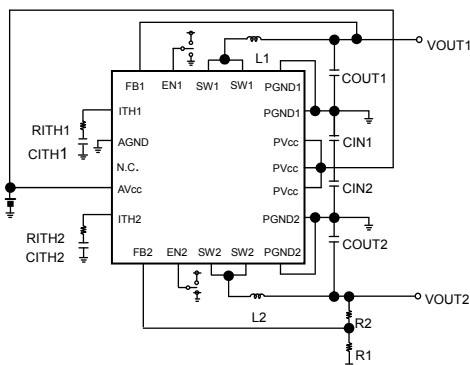 VOUT1
L1
FB1 EN1 SW1 SW1 PGND1
COUT1
ITH1 PGND1
RITH1
CITH1
AGND PVcc CIN1
N.C. PVcc
AVcc PVcc CIN2
ITH2 PGND2
RITH2
CITH2
COUT2
FB2 EN2 SW2 SW2 PGND2
VOUT2
L2 R2
R1